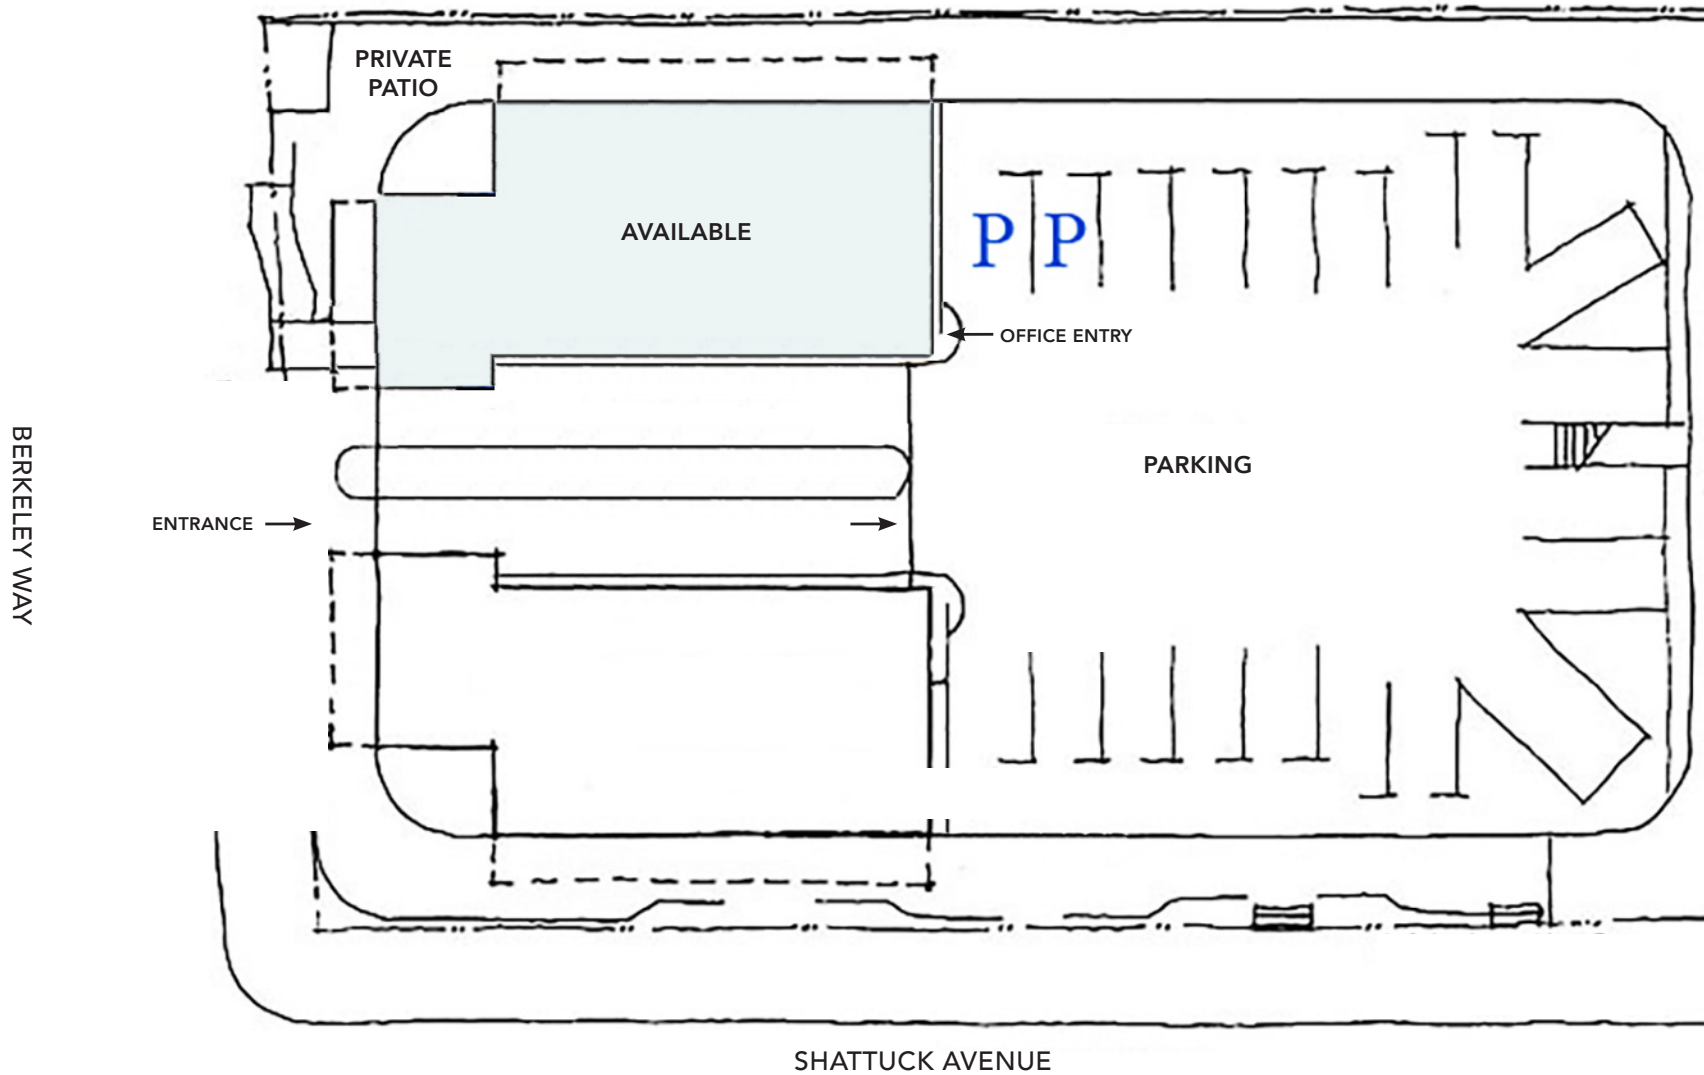 PRIVATE
PATIO
AVAILABLE
P P
OFFICE ENTRY
PARKING
ENTRANCE
BERKELEY WAY
SHATTUCK AVENUE